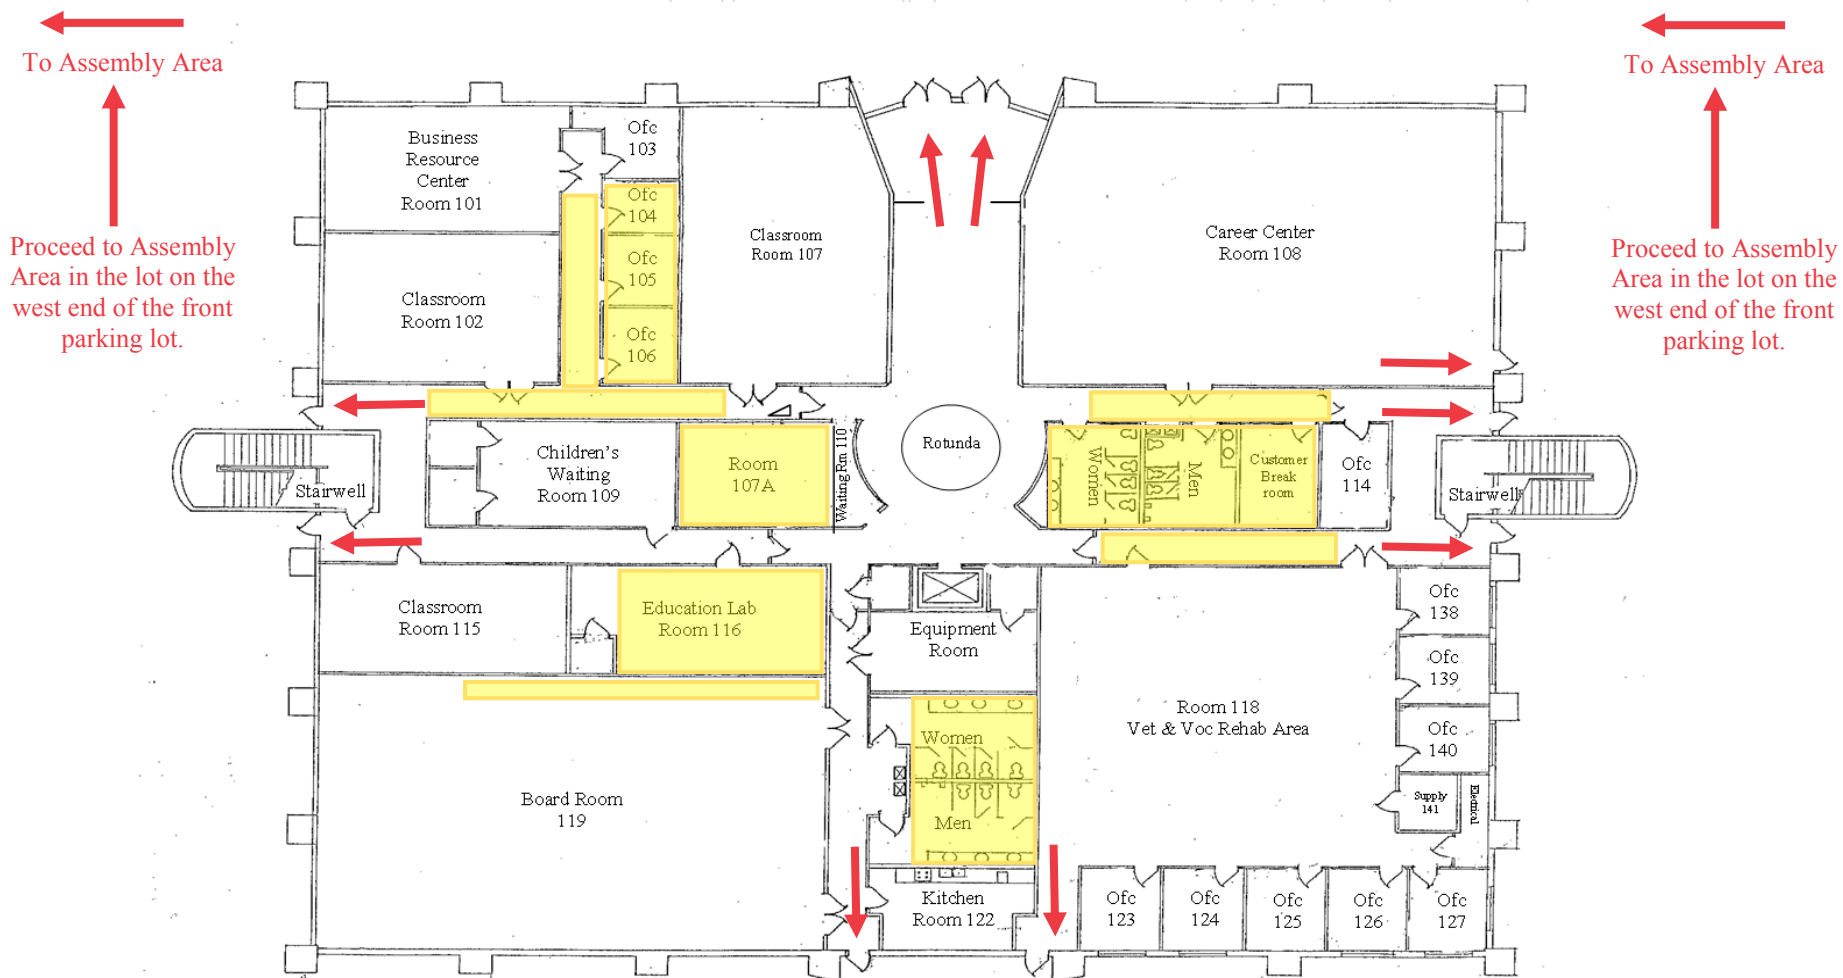 To Assembly Area
Proceed to Assembly
Area in the lot on the
west end of the front
parking lot.
To Assembly Area
Proceed to Assembly
Area in the lot on the
west end of the front
parking lot.
Business
Resource
Center
Room 101
Ofc
103
Ofc
104
Ofc
105
Ofc
106
Classroom
Room 102
Classroom
Room 107
Career Center
Room 108
Children's
Waiting
Room 109
Room
107A
Waiting Rm 110
Rotunda
Women
Men
Customer
Break
room
Ofc
114
Stairwell
Stairwell
Classroom
Room 115
Education Lab
Room 116
Equipment
Room
Room 118
Vet & Voc Rehab Area
Ofc
138
Ofc
139
Ofc
140
Supply
141
Electrical
Board Room
119
Women
Men
Kitchen
Room 122
Ofc
123
Ofc
124
Ofc
125
Ofc
126
Ofc
127